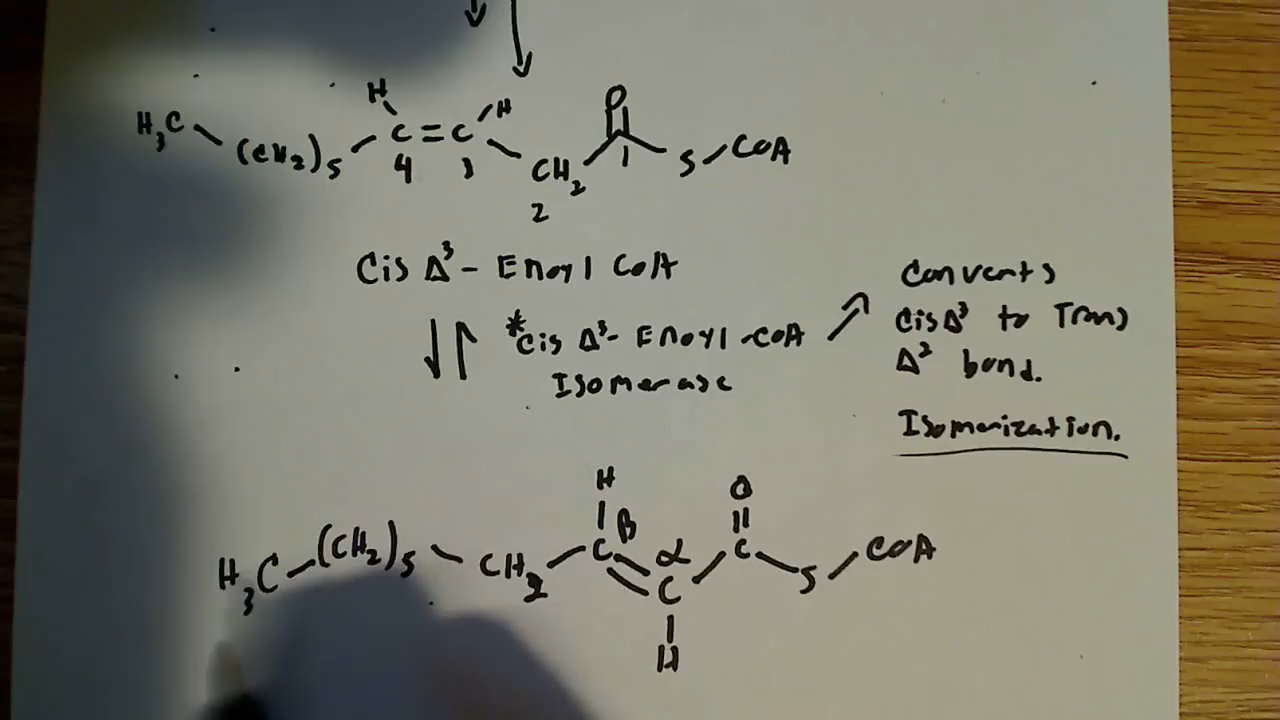 H
H
O
H₃C (CH₂)₅ C=C CH₂ S CoA
4 3 2 1
Cis Δ³- Enoyl CoA
*Cis Δ³- Enoyl-CoA
Isomerase
Converts
Cis Δ³ to Trans
Δ² bond.
Isomerization.
H O
β α
H₃C (CH₂)₅ CH₂ C C C S CoA
H